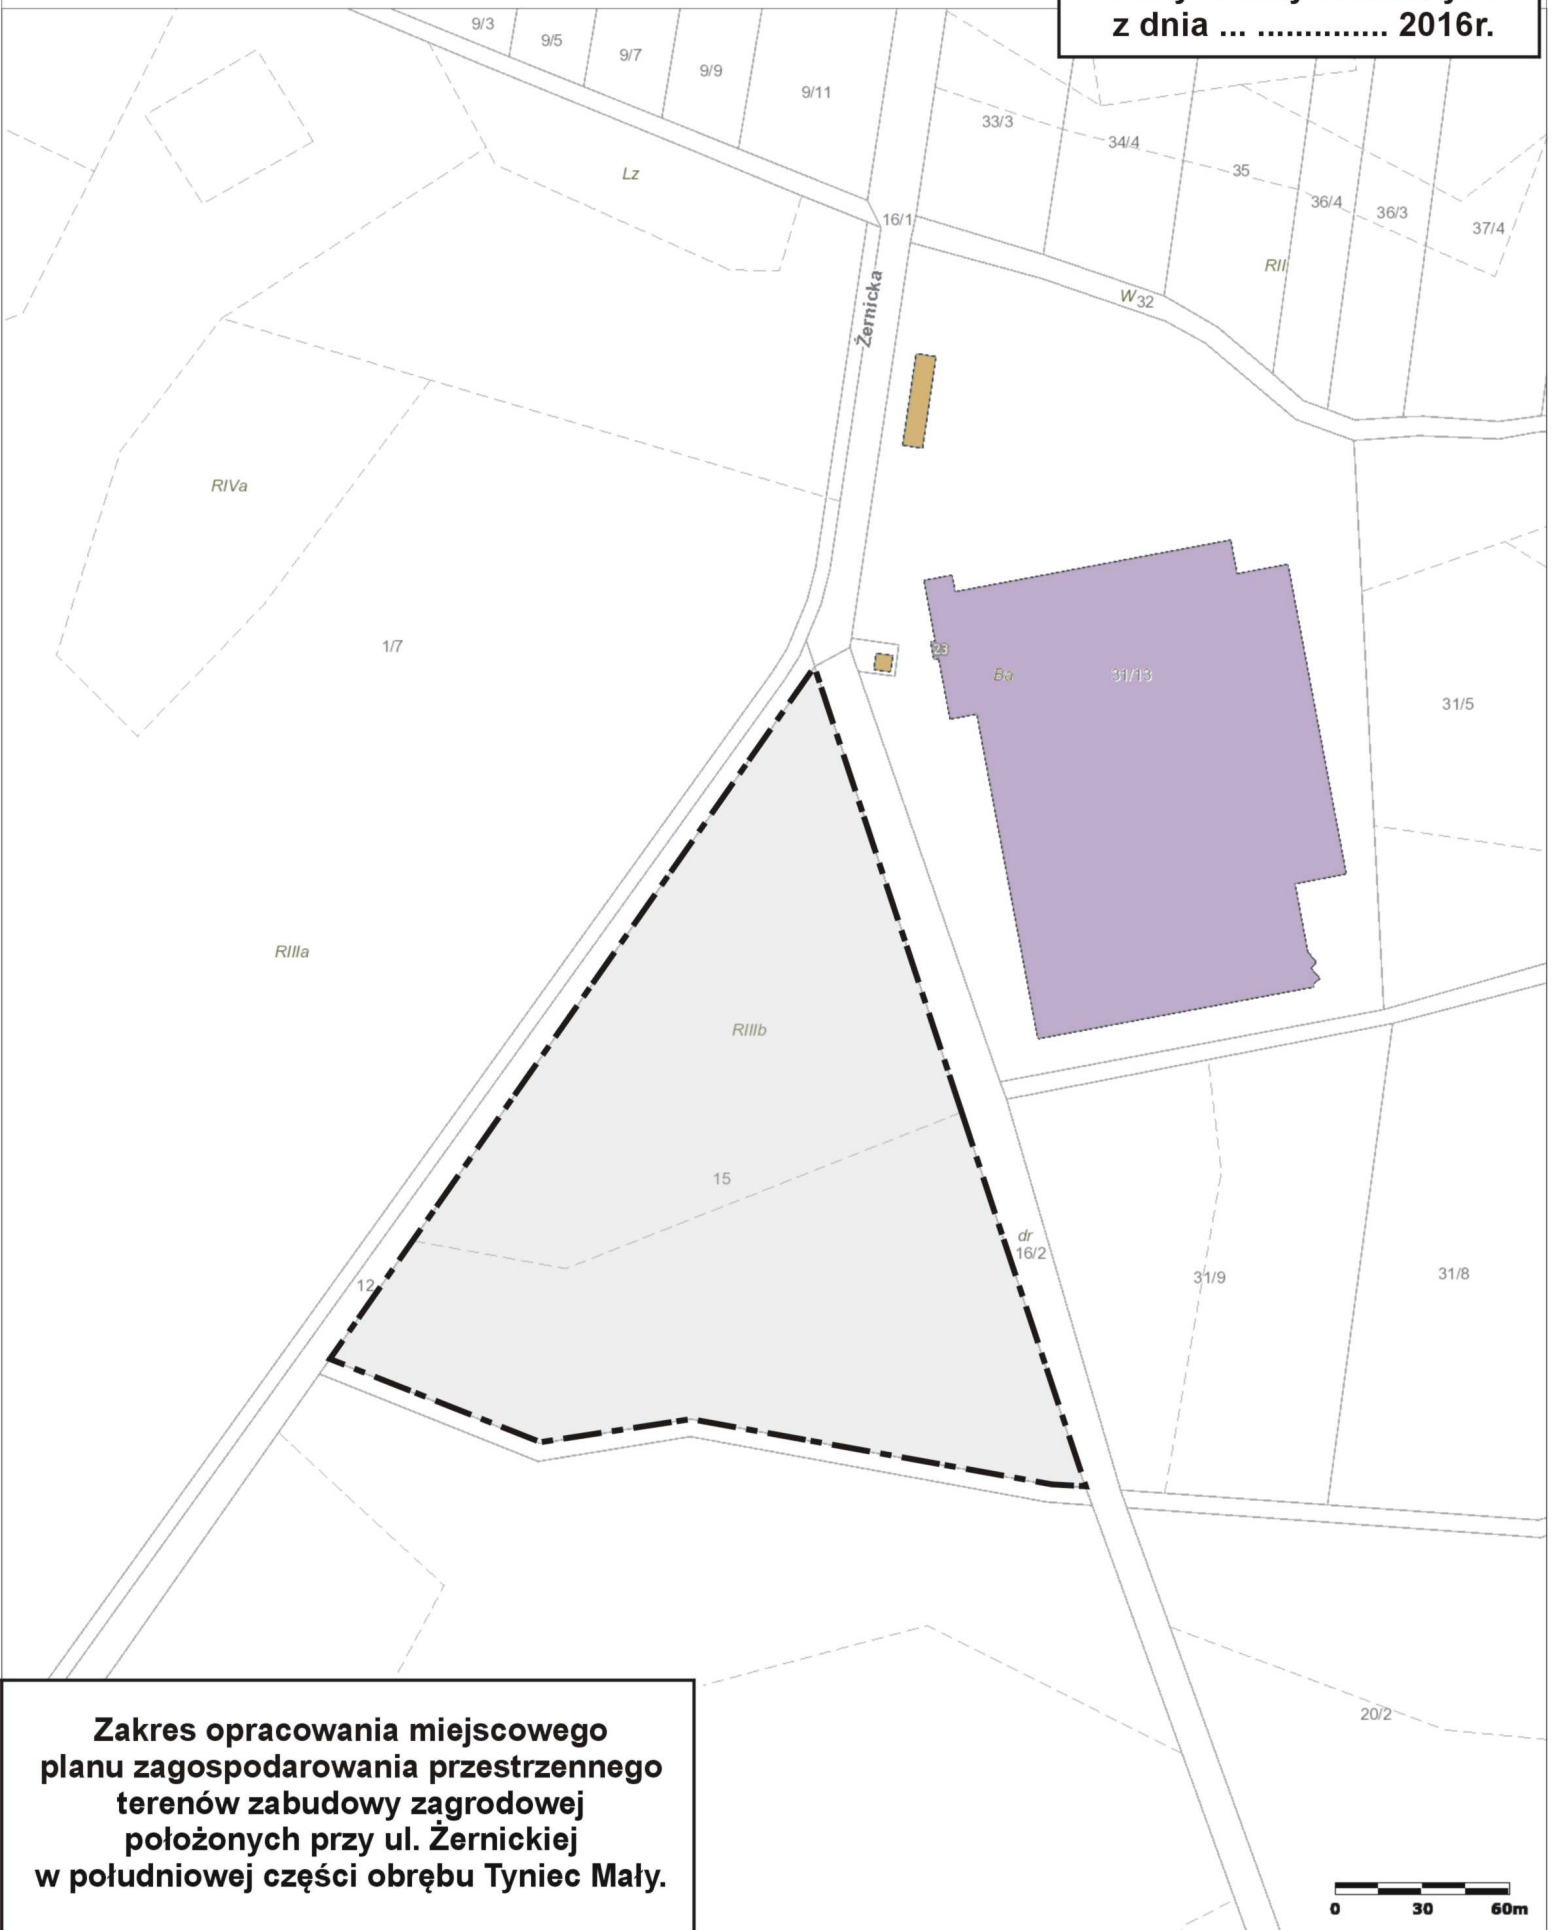 z dnia ... .............. 2016r.
9/3
9/5
9/7
9/9
9/11
33/3
34/4
35
36/4
36/3
37/4
Lz
16/1
RII
W 32
Żernicka
RIVa
1/7
23
Ba
31/13
31/5
RIIIa
RIIIb
15
dr
16/2
12
31/9
31/8
20/2
Zakres opracowania miejscowego
planu zagospodarowania przestrzennego
terenów zabudowy zagrodowej
położonych przy ul. Żernickiej
w południowej części obrębu Tyniec Mały.
0 30 60m